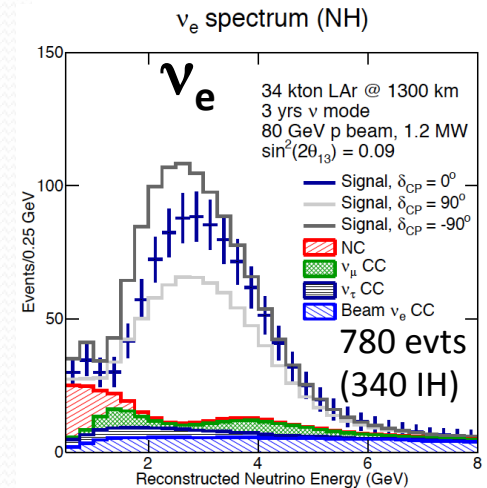 νe spectrum (NH)
150
νe
34 kton LAr @ 1300 km
3 yrs ν mode
80 GeV p beam, 1.2 MW
sin²(2θ₁₃) = 0.09
100
Signal, δCP = 0°
Signal, δCP = 90°
Signal, δCP = -90°
NC
νμ CC
ντ CC
Beam νe CC
Events/0.25 GeV
50
780 evts
(340 IH)
0
2 4 6 8
Reconstructed Neutrino Energy (GeV)